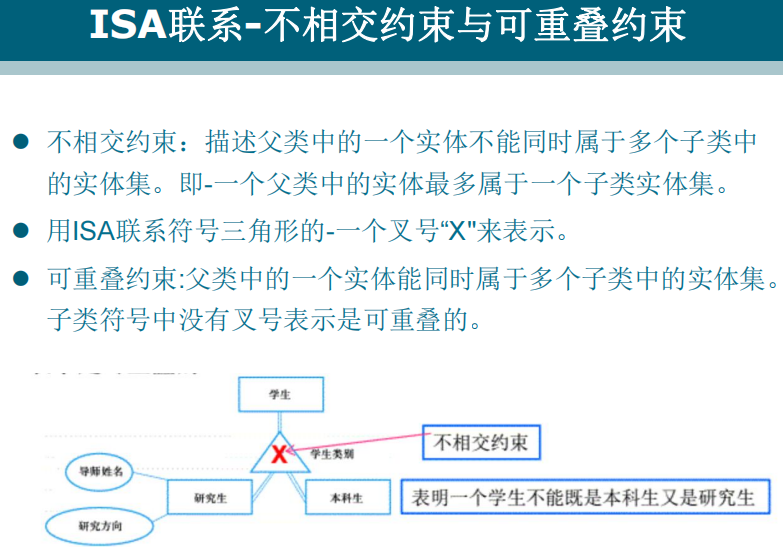 ISA联系-不相交约束与可重叠约束
不相交约束：描述父类中的一个实体不能同时属于多个子类中
的实体集。即-一个父类中的实体最多属于一个子类实体集。
用ISA联系符号三角形的-一个叉号“X"来表示。
可重叠约束:父类中的一个实体能同时属于多个子类中的实体集。
子类符号中没有叉号表示是可重叠的。
学生
X
学生类别
不相交约束
导师姓名
研究生
本科生
表明一个学生不能既是本科生又是研究生
研究方向